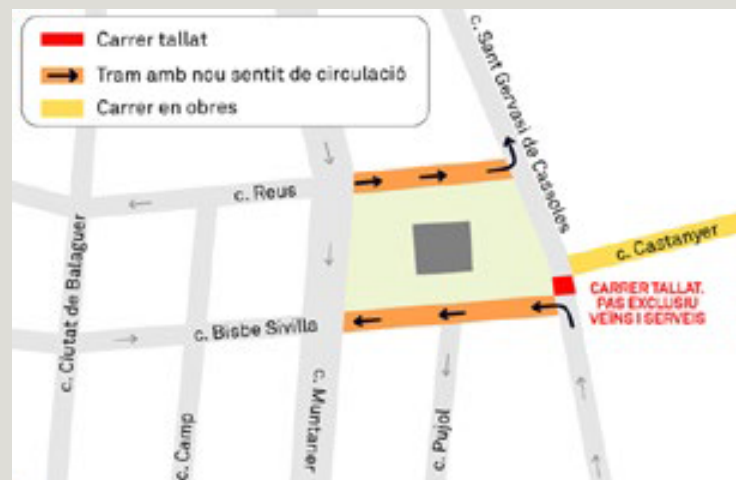 Carrer tallat
Tram amb nou sentit de circulació
Carrer en obres
c. Sant Gervasi de Cassoles
c. Reus
c. Castanyer
CARRER TALLAT.
PAS EXCLUSIU
VEÏNS I SERVEIS
c. Ciutat de Balaguer
c. Bisbe Sivilla
c. Camp
c. Muntaner
c. Pujol